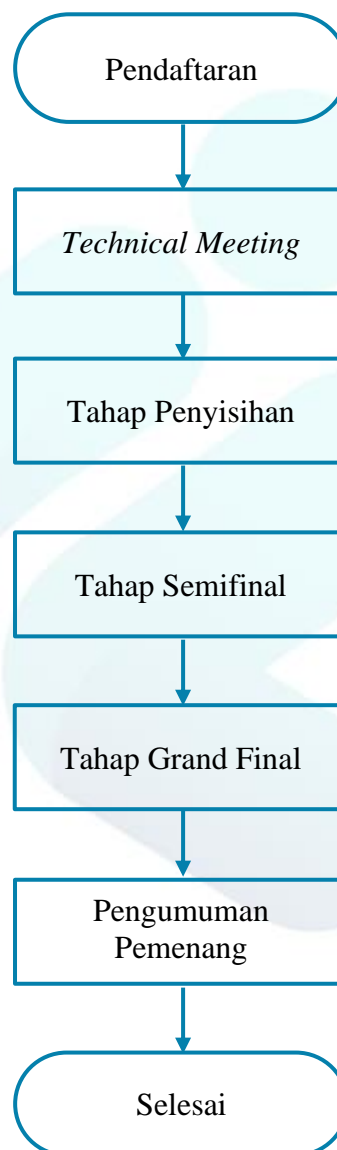 Pendaftaran
Technical Meeting
Tahap Penyisihan
Tahap Semifinal
Tahap Grand Final
Pengumuman
Pemenang
Selesai